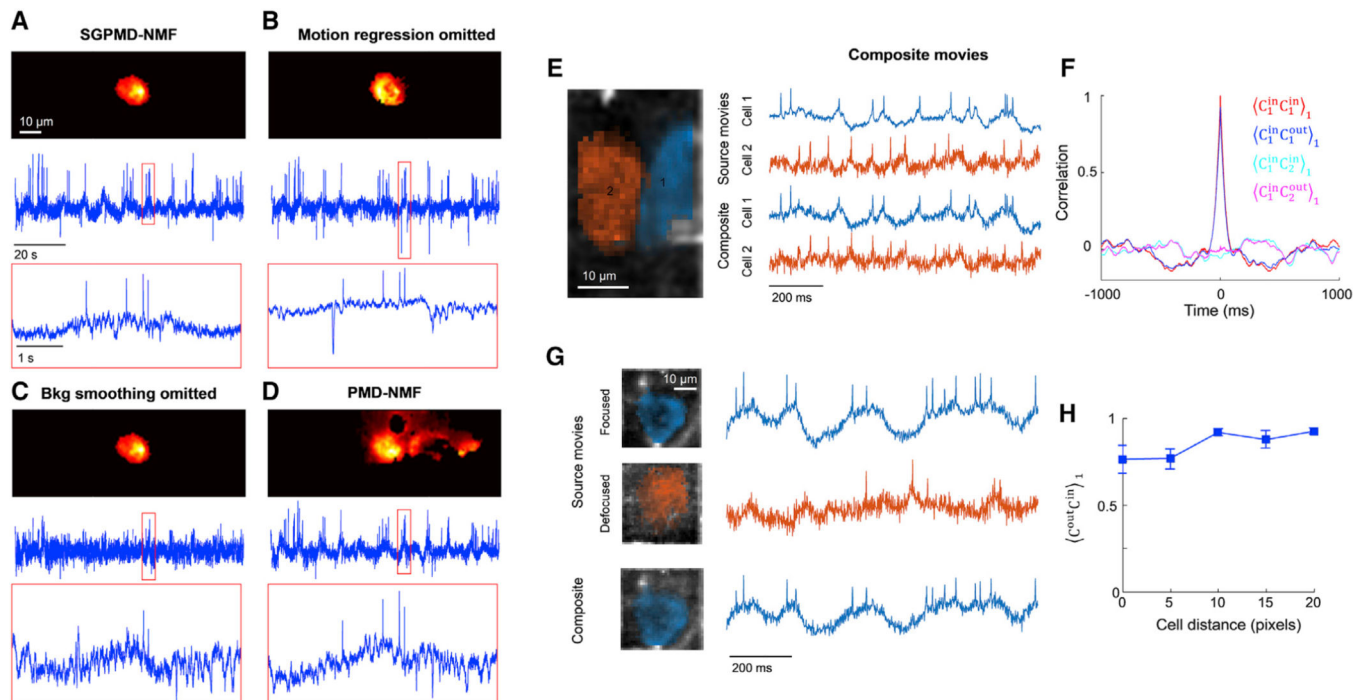 A
SGPMD-NMF
10 μm
20 s
1 s
B
Motion regression omitted
C
Bkg smoothing omitted
D
PMD-NMF
E
Composite movies
2
1
10 μm
Source movies
Cell 1
Cell 2
Composite
Cell 1
Cell 2
200 ms
F
Correlation
1
0.5
0
-1000
0
1000
Time (ms)
⟨C₁ⁱⁿC₁ⁱⁿ⟩₁
⟨C₁ⁱⁿC₁ᵒᵘᵗ⟩₁
⟨C₁ⁱⁿC₂ⁱⁿ⟩₁
⟨C₁ⁱⁿC₂ᵒᵘᵗ⟩₁
G
10 μm
Source movies
Focused
Defocused
Composite
200 ms
H
⟨CᵒᵘᵗCⁱⁿ⟩₁
1
0.5
0
0
5
10
15
20
Cell distance (pixels)